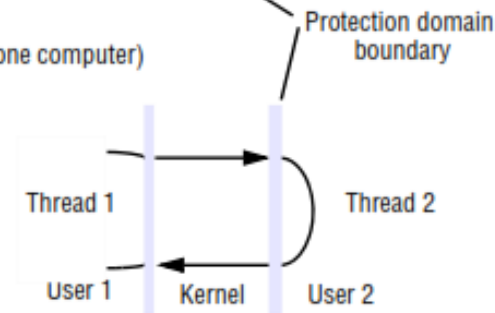 Protection domain
boundary
one computer)
Thread 1
Thread 2
User 1
Kernel
User 2